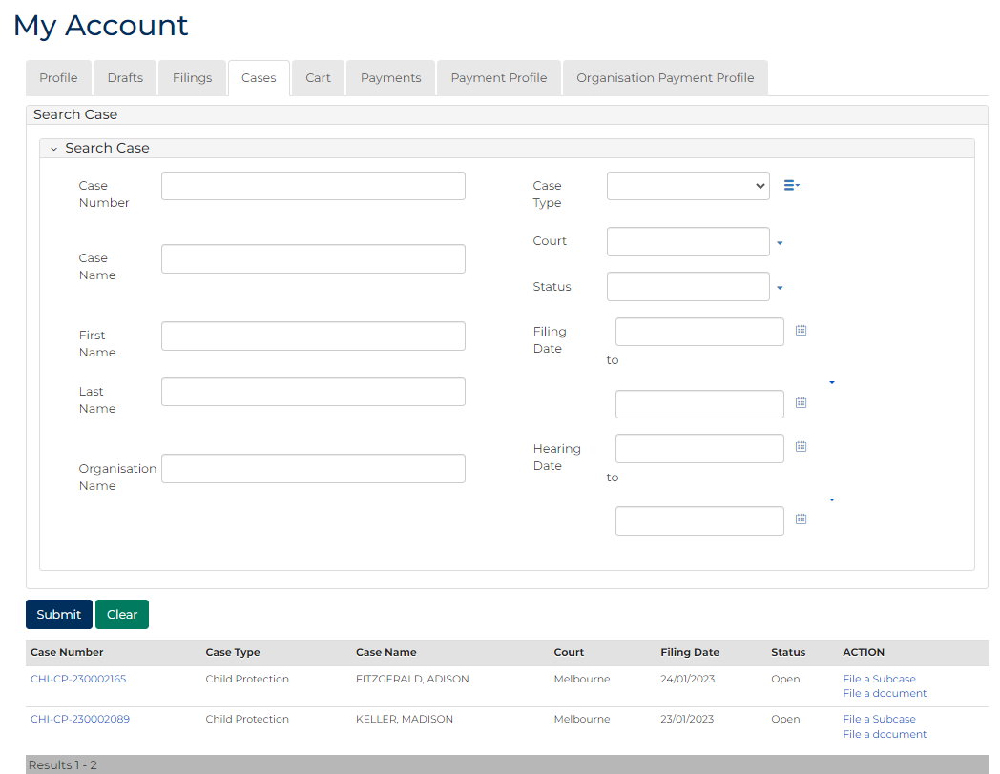 My Account
Profile Drafts Filings Cases Cart Payments Payment Profile Organisation Payment Profile
Search Case
Search Case
Case Number
Case Type
Court
Case Name
Status
First Name
Filing Date
to
Last Name
Hearing Date
to
Organisation Name
Submit Clear
Case Number Case Type Case Name Court Filing Date Status ACTION
CHI-CP-230002165 Child Protection FITZGERALD, ADISON Melbourne 24/01/2023 Open File a Subcase
File a document
CHI-CP-230002089 Child Protection KELLER, MADISON Melbourne 23/01/2023 Open File a Subcase
File a document
Results 1 - 2